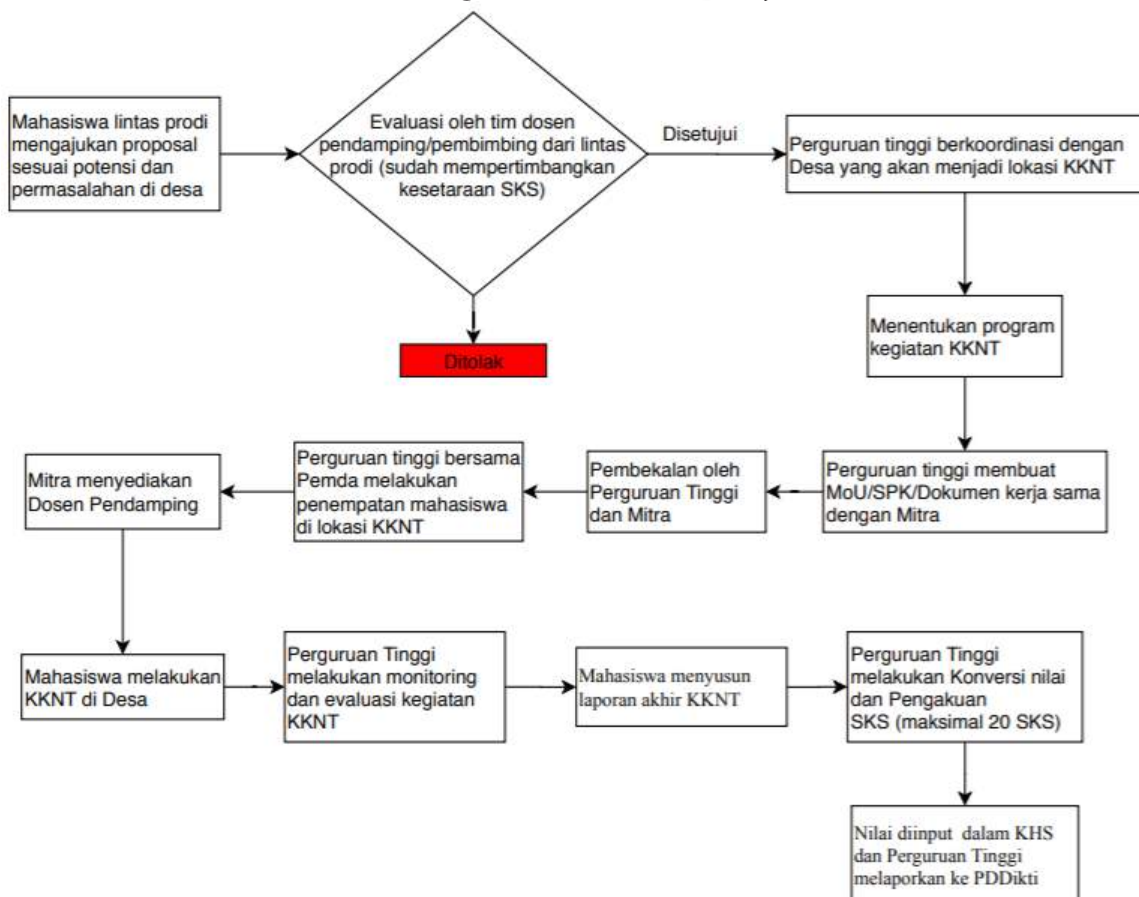 Mahasiswa lintas prodi
mengajukan proposal
sesuai potensi dan
permasalahan di desa
Evaluasi oleh tim dosen
pendamping/pembimbing dari lintas
prodi (sudah mempertimbangkan
kesetaraan SKS)
Disetujui
Perguruan tinggi berkoordinasi dengan
Desa yang akan menjadi lokasi KKNT
Ditolak
Menentukan program
kegiatan KKNT
Perguruan tinggi membuat
MoU/SPK/Dokumen kerja sama
dengan Mitra
Pembekalan oleh
Perguruan Tinggi
dan Mitra
Perguruan tinggi bersama
Pemda melakukan
penempatan mahasiswa
di lokasi KKNT
Mitra menyediakan
Dosen Pendamping
Mahasiswa melakukan
KKNT di Desa
Perguruan Tinggi
melakukan monitoring
dan evaluasi kegiatan
KKNT
Mahasiswa menyusun
laporan akhir KKNT
Perguruan Tinggi
melakukan Konversi nilai
dan Pengakuan
SKS (maksimal 20 SKS)
Nilai diinput dalam KHS
dan Perguruan Tinggi
melaporkan ke PDDikti